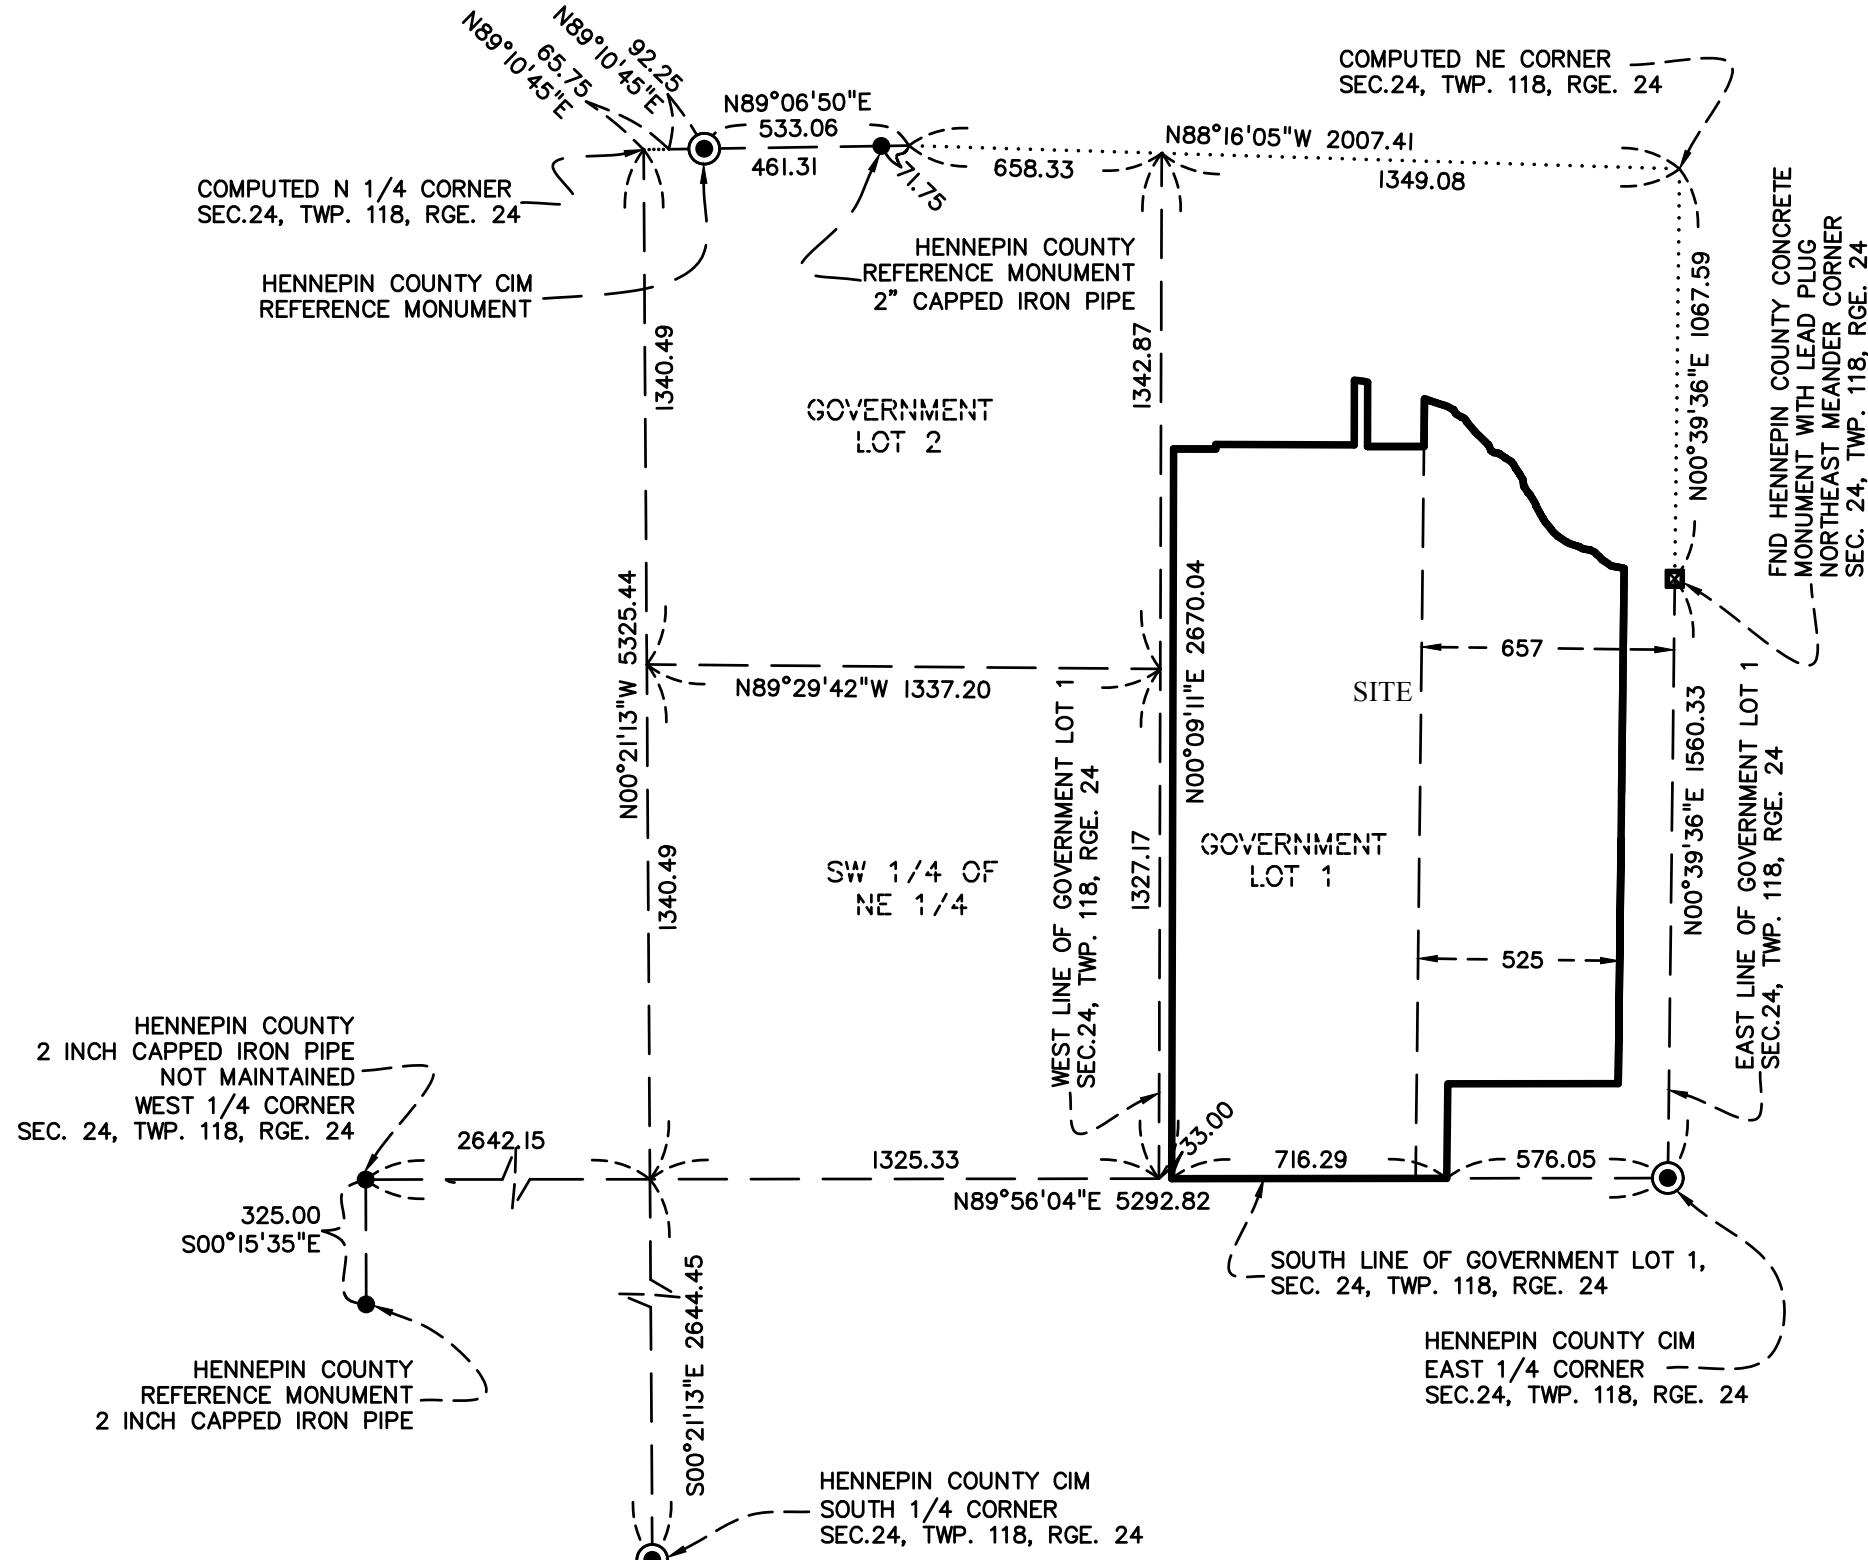 N89°10'45"E
65.75
N89°10'45"E
92.25
N89°06'50"E
533.06
461.31
71.75
658.33
N88°16'05"W 2007.41
1349.08
COMPUTED NE CORNER
SEC.24, TWP. 118, RGE. 24
COMPUTED N 1/4 CORNER
SEC.24, TWP. 118, RGE. 24
HENNEPIN COUNTY CIM
REFERENCE MONUMENT
HENNEPIN COUNTY
REFERENCE MONUMENT
2" CAPPED IRON PIPE
1340.49
1342.87
N00°39'36"E 1067.59
FND HENNEPIN COUNTY CONCRETE
MONUMENT WITH LEAD PLUG
NORTHEAST MEANDER CORNER
SEC. 24, TWP. 118, RGE. 24
GOVERNMENT
LOT 2
N00°21'13"W 5325.44
N89°29'42"W 1337.20
N00°09'11"E 2670.04
657
SITE
WEST LINE OF GOVERNMENT LOT 1
SEC.24, TWP. 118, RGE. 24
N00°39'36"E 1560.33
EAST LINE OF GOVERNMENT LOT 1
SEC.24, TWP. 118, RGE. 24
1340.49
SW 1/4 OF
NE 1/4
1327.17
GOVERNMENT
LOT 1
525
HENNEPIN COUNTY
2 INCH CAPPED IRON PIPE
NOT MAINTAINED
WEST 1/4 CORNER
SEC. 24, TWP. 118, RGE. 24
2642.15
1325.33
33.00
716.29
576.05
N89°56'04"E 5292.82
325.00
S00°15'35"E
SOUTH LINE OF GOVERNMENT LOT 1,
SEC. 24, TWP. 118, RGE. 24
S00°21'13"E 2644.45
HENNEPIN COUNTY
REFERENCE MONUMENT
2 INCH CAPPED IRON PIPE
HENNEPIN COUNTY CIM
EAST 1/4 CORNER
SEC.24, TWP. 118, RGE. 24
HENNEPIN COUNTY CIM
SOUTH 1/4 CORNER
SEC.24, TWP. 118, RGE. 24